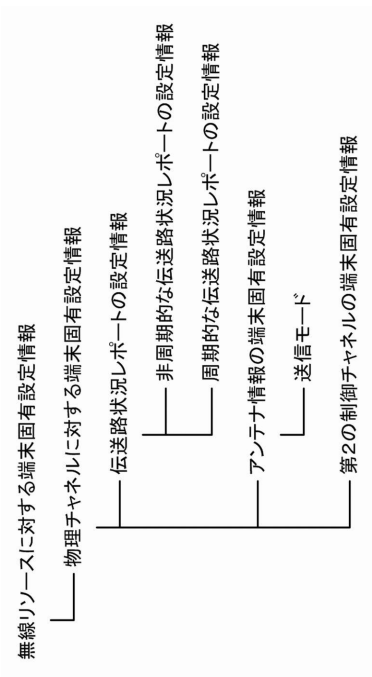 無線リソースに対する端末固有設定情報
物理チャネルに対する端末固有設定情報
伝送路状況レポートの設定情報
非周期的な伝送路状況レポートの設定情報
周期的な伝送路状況レポートの設定情報
アンテナ情報の端末固有設定情報
送信モード
第2の制御チャネルの端末固有設定情報